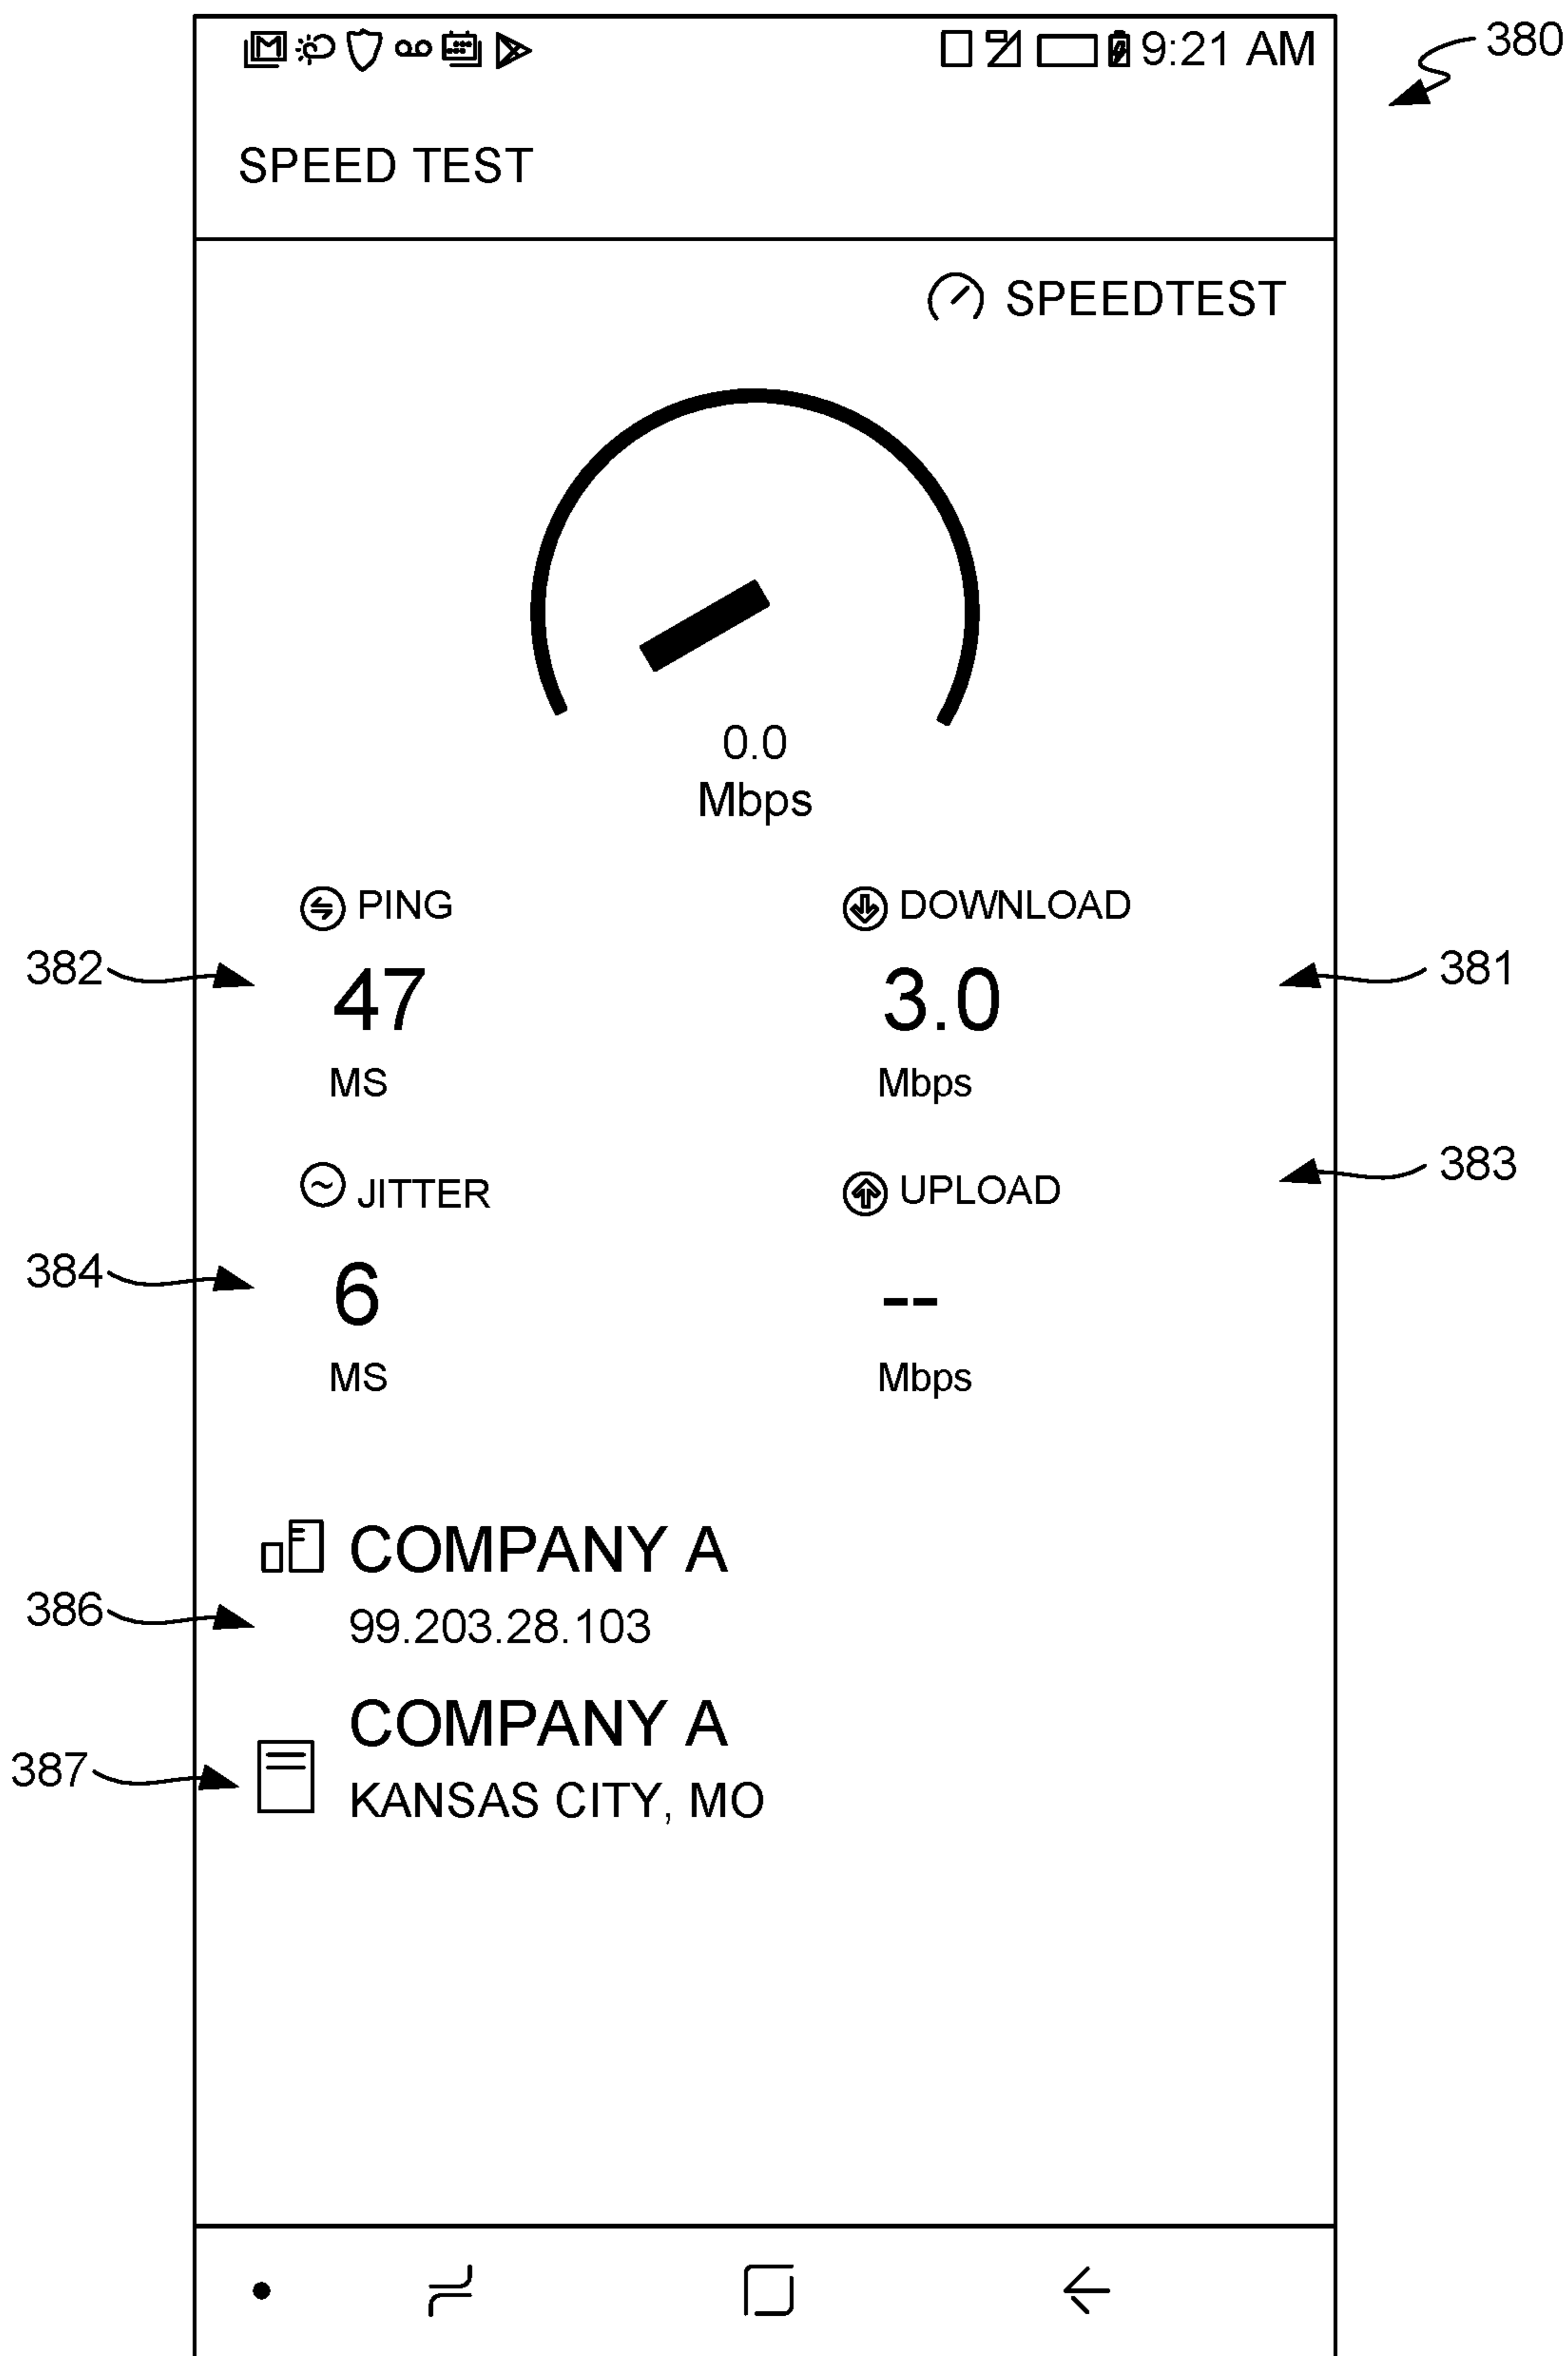 9:21 AM
380
SPEED TEST
SPEEDTEST
0.0
Mbps
PING
DOWNLOAD
382
47
3.0
381
MS
Mbps
JITTER
UPLOAD
383
384
6
--
MS
Mbps
COMPANY A
386
99.203.28.103
COMPANY A
387
KANSAS CITY, MO